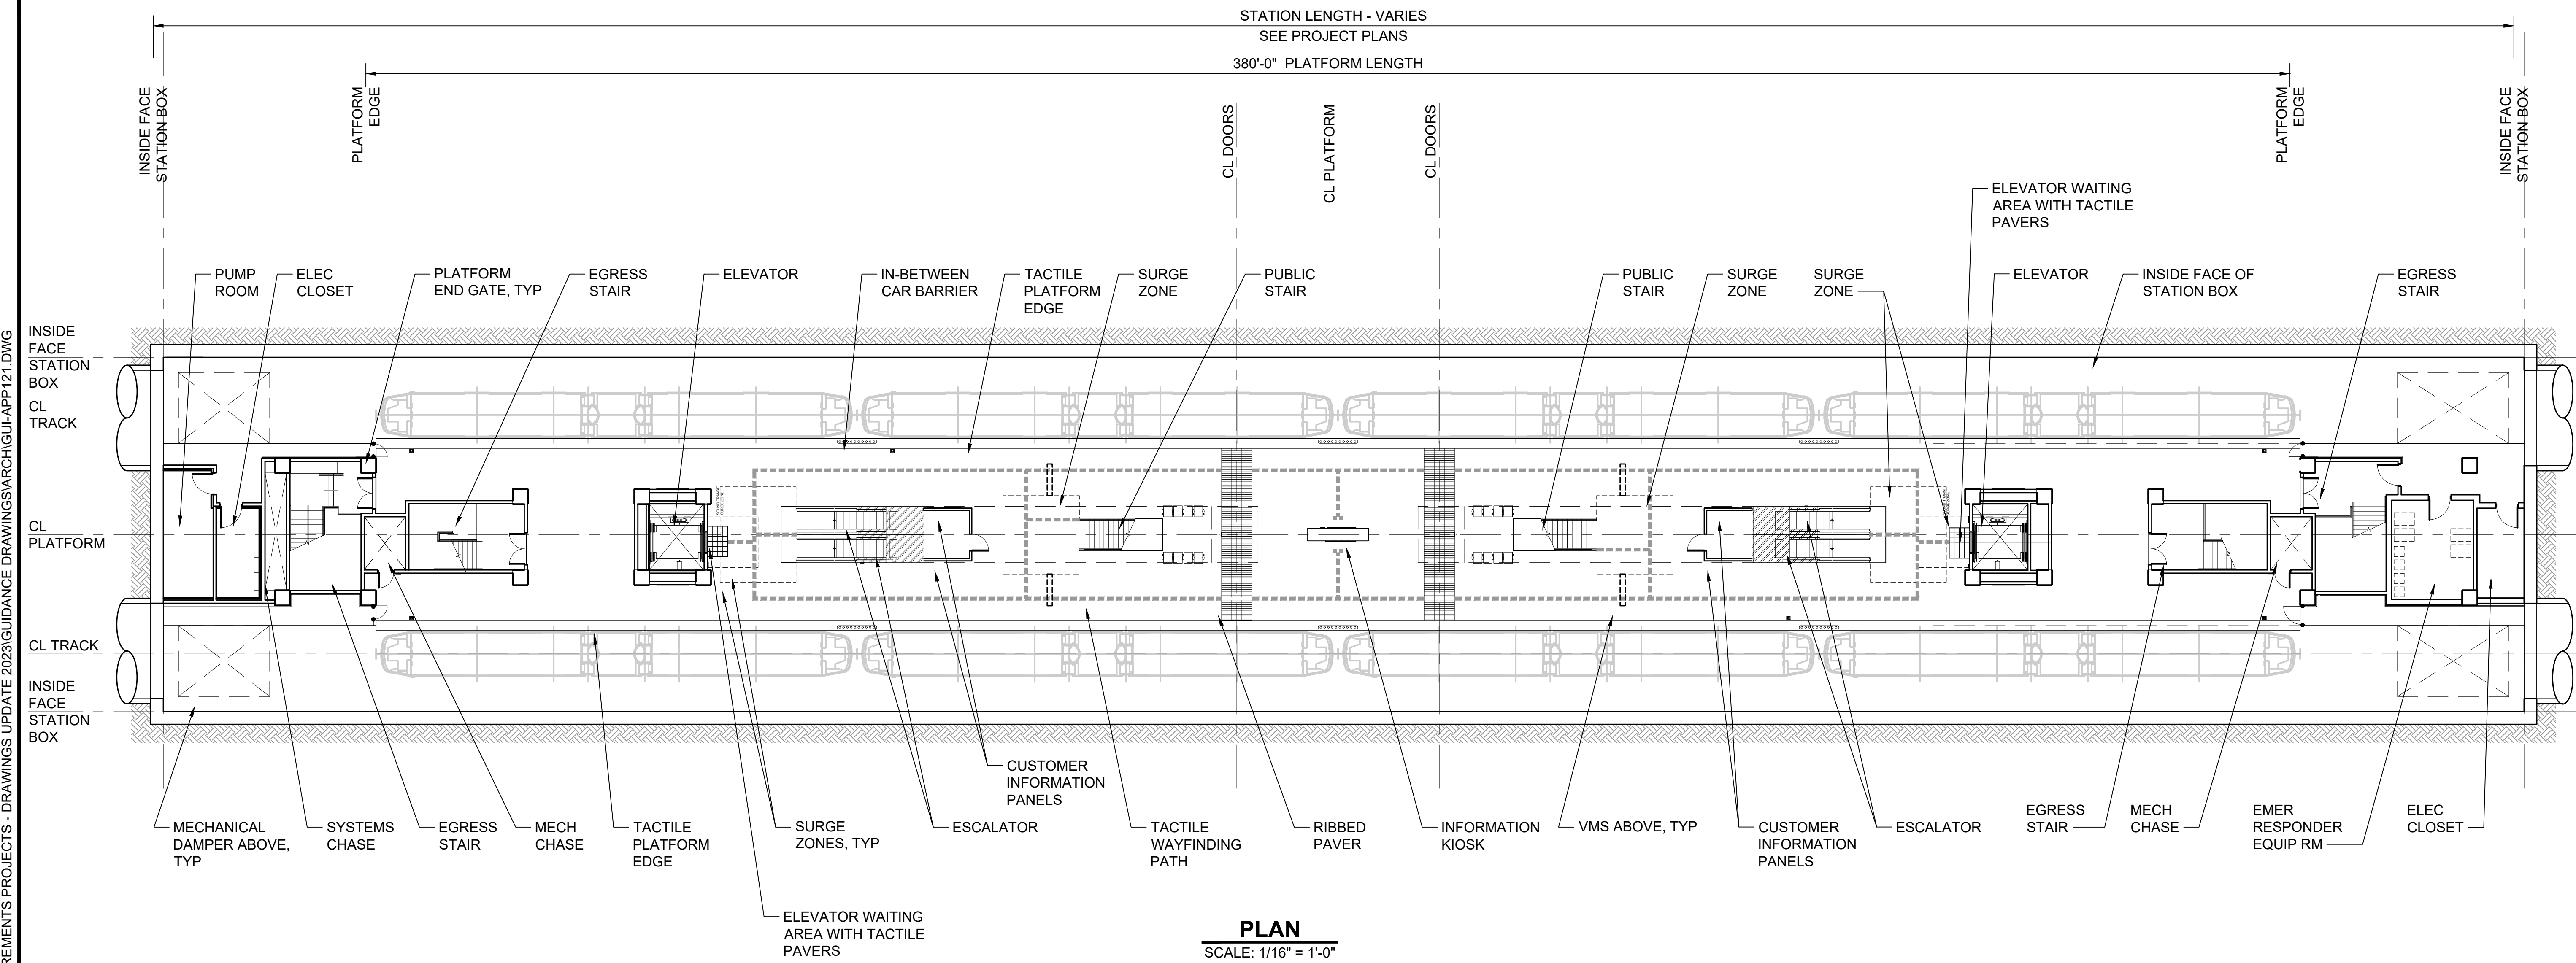 STATION LENGTH - VARIES
SEE PROJECT PLANS
380'-0" PLATFORM LENGTH
INSIDE FACE
STATION BOX
PLATFORM
EDGE
CL DOORS
CL PLATFORM
CL DOORS
PLATFORM
EDGE
INSIDE FACE
STATION BOX
ELEVATOR WAITING
AREA WITH TACTILE
PAVERS
PUMP
ROOM
ELEC
CLOSET
PLATFORM
END GATE, TYP
EGRESS
STAIR
ELEVATOR
IN-BETWEEN
CAR BARRIER
TACTILE
PLATFORM
EDGE
SURGE
ZONE
PUBLIC
STAIR
PUBLIC
STAIR
SURGE
ZONE
SURGE
ZONE
ELEVATOR
INSIDE FACE OF
STATION BOX
EGRESS
STAIR
INSIDE
FACE
STATION
BOX
CL
TRACK
CL
PLATFORM
CL TRACK
INSIDE
FACE
STATION
BOX
CUSTOMER
INFORMATION
PANELS
MECHANICAL
DAMPER ABOVE,
TYP
SYSTEMS
CHASE
EGRESS
STAIR
MECH
CHASE
TACTILE
PLATFORM
EDGE
SURGE
ZONES, TYP
ESCALATOR
TACTILE
WAYFINDING
PATH
RIBBED
PAVER
INFORMATION
KIOSK
VMS ABOVE, TYP
CUSTOMER
INFORMATION
PANELS
ESCALATOR
EGRESS
STAIR
MECH
CHASE
EMER
RESPONDER
EQUIP RM
ELEC
CLOSET
ELEVATOR WAITING
AREA WITH TACTILE
PAVERS
PLAN
SCALE: 1/16" = 1'-0"
REMENTS PROJECTS - DRAWINGS UPDATE 2023\GUIDANCE DRAWINGS\ARCH\GUI-APP121.DWG